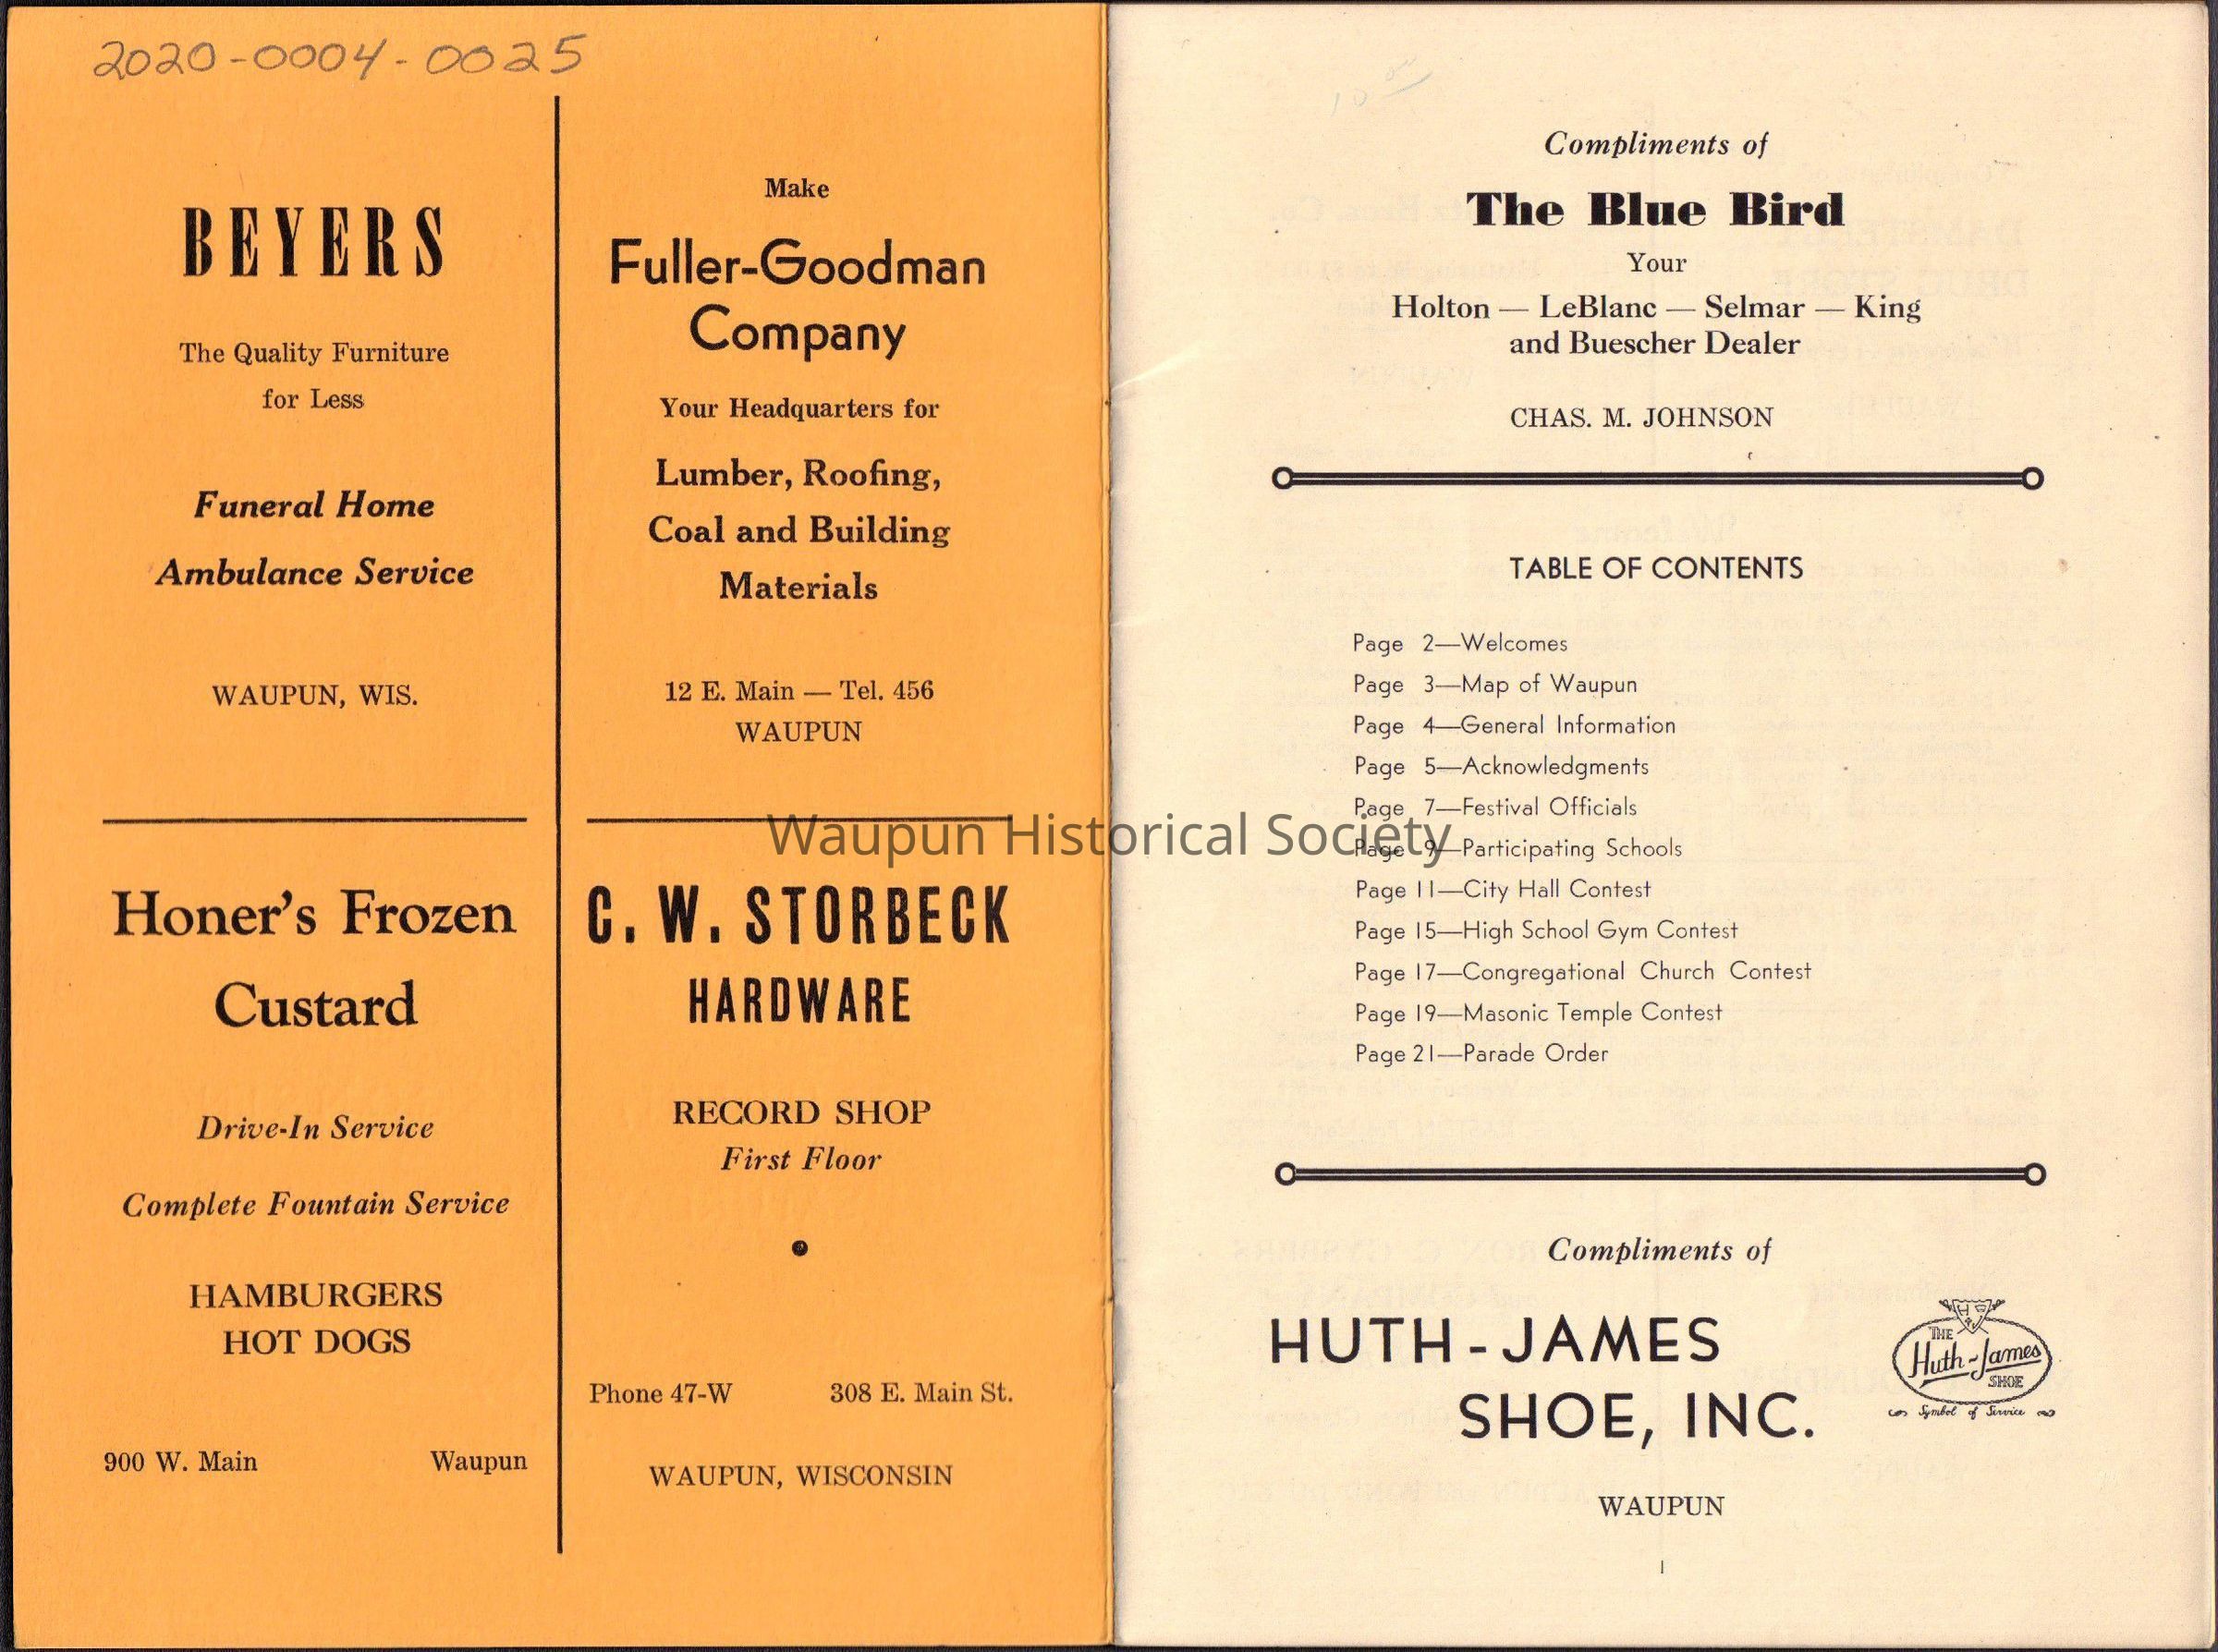 2020-0004-0025
BEYERS
The Quality Furniture
for Less
Funeral Home
Ambulance Service
WAUPUN, WIS.
Make
Fuller-Goodman
Company
Your Headquarters for
Lumber, Roofing,
Coal and Building
Materials
12 E. Main — Tel. 456
WAUPUN
Honer's Frozen
Custard
Drive-In Service
Complete Fountain Service
HAMBURGERS
HOT DOGS
900 W. Main Waupun
C. W. STORBECK
HARDWARE
RECORD SHOP
First Floor
Phone 47-W 308 E. Main St.
WAUPUN, WISCONSIN
Waupun Historical Society
Compliments of
The Blue Bird
Your
Holton — LeBlanc — Selmar — King
and Buescher Dealer
CHAS. M. JOHNSON
TABLE OF CONTENTS
Page 2—Welcomes
Page 3—Map of Waupun
Page 4—General Information
Page 5—Acknowledgments
Page 7—Festival Officials
Page 9—Participating Schools
Page 11—City Hall Contest
Page 15—High School Gym Contest
Page 17—Congregational Church Contest
Page 19—Masonic Temple Contest
Page 21—Parade Order
Compliments of
HUTH-JAMES
SHOE, INC.
H G
THE
Huth-James
SHOE
Symbol of Service
WAUPUN
1